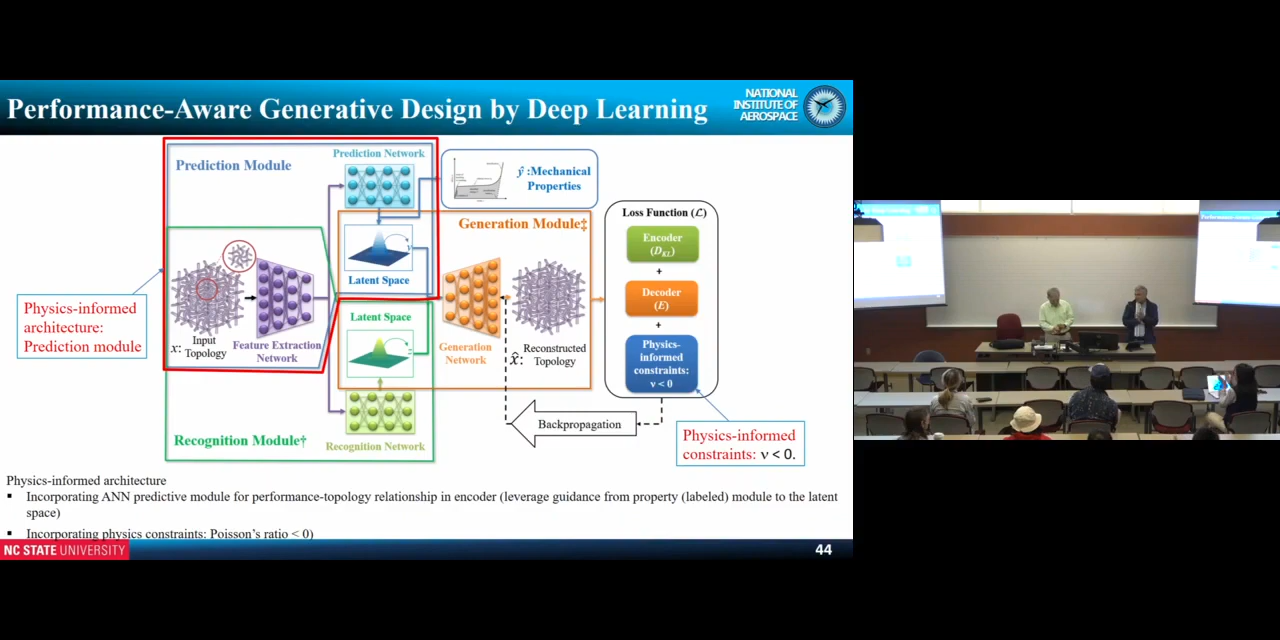 Performance-Aware Generative Design by Deep Learning
NATIONAL
INSTITUTE OF
AEROSPACE
Prediction Module
Prediction Network
ŷ :Mechanical
Properties
Latent Space
Generation Module‡
Loss Function (ℒ)
Encoder
(D_KL)
+
Decoder
(E)
+
Physics-
informed
constraints:
ν < 0
Physics-informed
architecture:
Prediction module
x:
Input
Topology
Feature Extraction
Network
Latent Space
Generation
Network
x̂:
Reconstructed
Topology
Recognition Module†
Recognition Network
Backpropagation
Physics-informed
constraints: ν < 0.
Physics-informed architecture
▪ Incorporating ANN predictive module for performance-topology relationship in encoder (leverage guidance from property (labeled) module to the latent
space)
▪ Incorporating physics constraints: Poisson's ratio < 0)
NC STATE UNIVERSITY
44